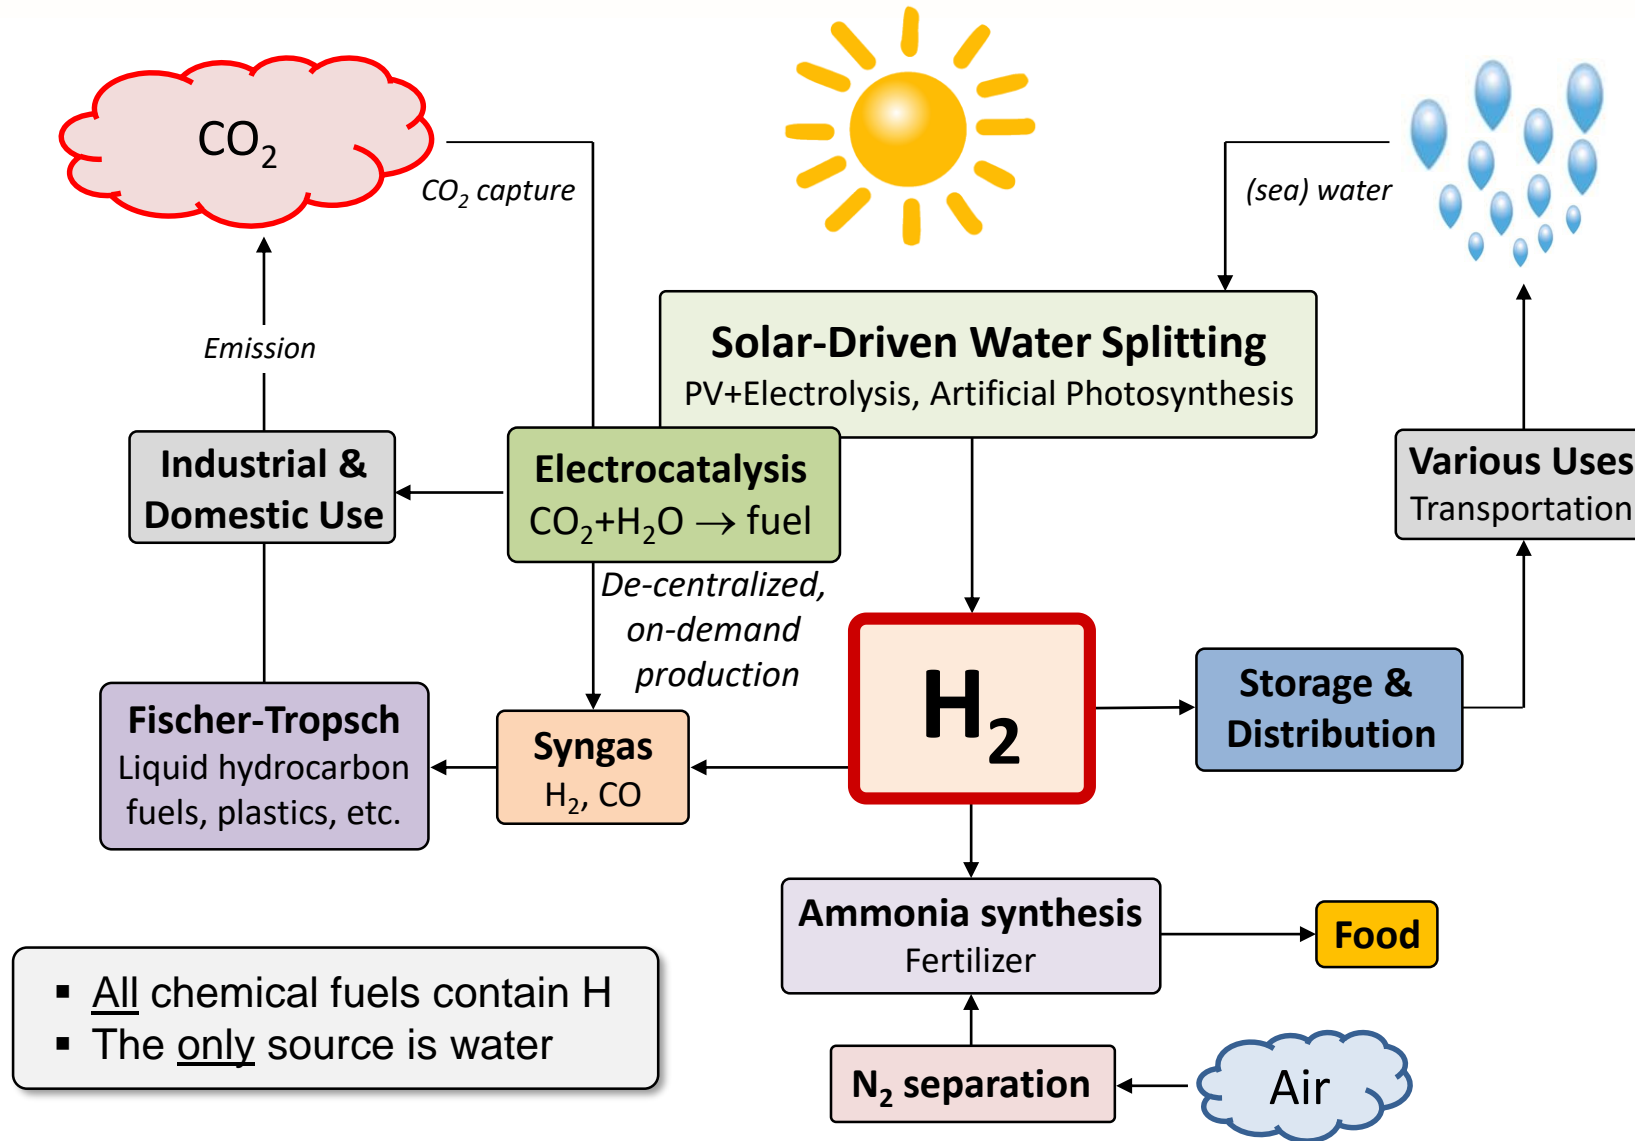 CO₂
CO₂ capture
(sea) water
Emission
Solar-Driven Water Splitting
PV+Electrolysis, Artificial Photosynthesis
Industrial &
Domestic Use
Electrocatalysis
CO₂+H₂O → fuel
Various Uses
Transportation
De-centralized,
on-demand
production
H₂
Storage &
Distribution
Fischer-Tropsch
Liquid hydrocarbon
fuels, plastics, etc.
Syngas
H₂, CO
Ammonia synthesis
Fertilizer
Food
▪ All chemical fuels contain H
▪ The only source is water
N₂ separation
Air